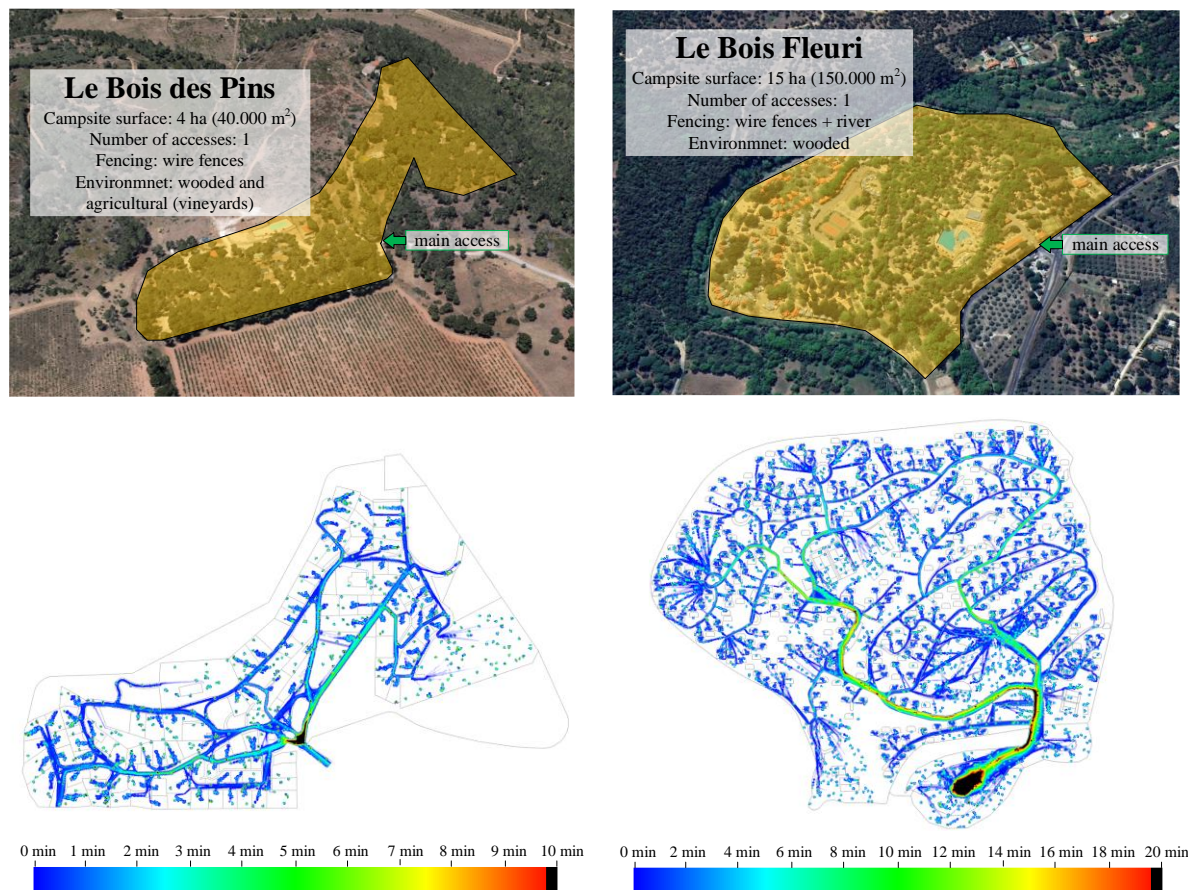 Le Bois des Pins
Campsite surface: 4 ha (40.000 m²)
Number of accesses: 1
Fencing: wire fences
Environmnet: wooded and
agricultural (vineyards)
main access
Le Bois Fleuri
Campsite surface: 15 ha (150.000 m²)
Number of accesses: 1
Fencing: wire fences + river
Environmnet: wooded
main access
0 min 1 min 2 min 3 min 4 min 5 min 6 min 7 min 8 min 9 min 10 min
0 min 2 min 4 min 6 min 8 min 10 min 12 min 14 min 16 min 18 min 20 min